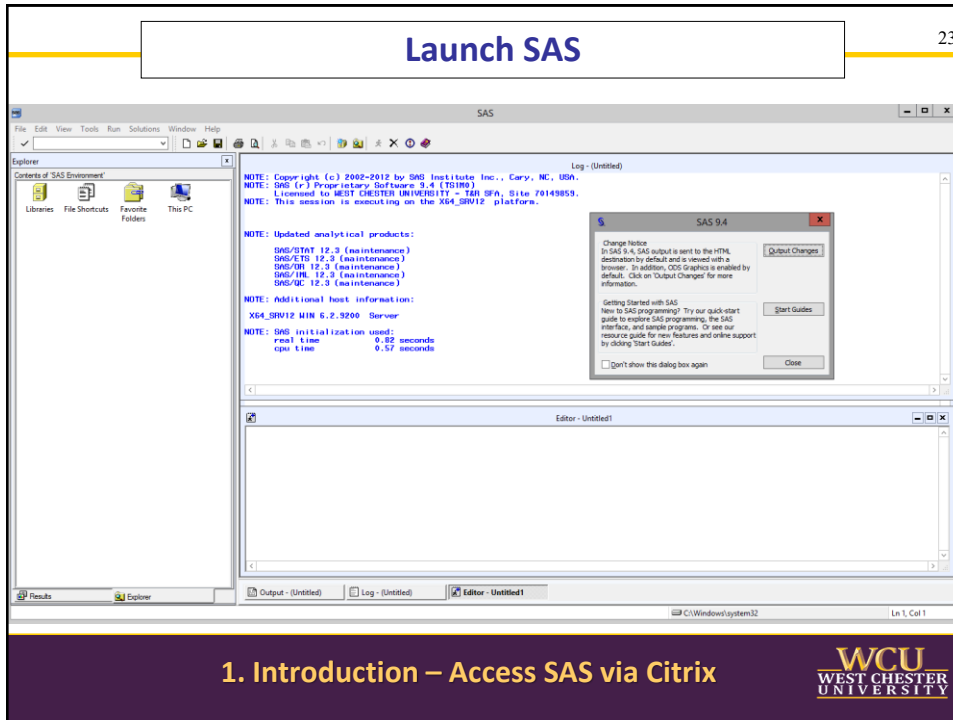 Launch SAS
23
SAS
File Edit View Tools Run Solutions Window Help
Explorer
Contents of 'SAS Environment'
Libraries
File Shortcuts
Favorite
Folders
This PC
Log - (Untitled)
NOTE: Copyright (c) 2002-2012 by SAS Institute Inc., Cary, NC, USA.
NOTE: SAS (r) Proprietary Software 9.4 (TS1M0)
Licensed to WEST CHESTER UNIVERSITY - T&R SFA, Site 70149859.
NOTE: This session is executing on the X64_SRV12 platform.
NOTE: Updated analytical products:
SAS/STAT 12.3 (maintenance)
SAS/ETS 12.3 (maintenance)
SAS/OR 12.3 (maintenance)
SAS/IML 12.3 (maintenance)
SAS/QC 12.3 (maintenance)
NOTE: Additional host information:
X64_SRV12 WIN 6.2.9200 Server
NOTE: SAS initialization used:
real time 0.82 seconds
cpu time 0.57 seconds
SAS 9.4
Change Notice
In SAS 9.4, SAS output is sent to the HTML
destination by default and is viewed with a
browser. In addition, ODS Graphics is enabled by
default. Click on 'Output Changes' for more
information.
Output Changes
Getting Started with SAS
New to SAS programming? Try our quick-start
guide to explore SAS programming, the SAS
interface, and sample programs. Or see our
resource guide for new features and online support
by clicking 'Start Guides'.
Start Guides
Don't show this dialog box again
Close
Editor - Untitled1
Results
Explorer
Output - (Untitled)
Log - (Untitled)
Editor - Untitled1
C:\Windows\system32
Ln 1, Col 1
1. Introduction – Access SAS via Citrix
WCU
WEST CHESTER
UNIVERSITY